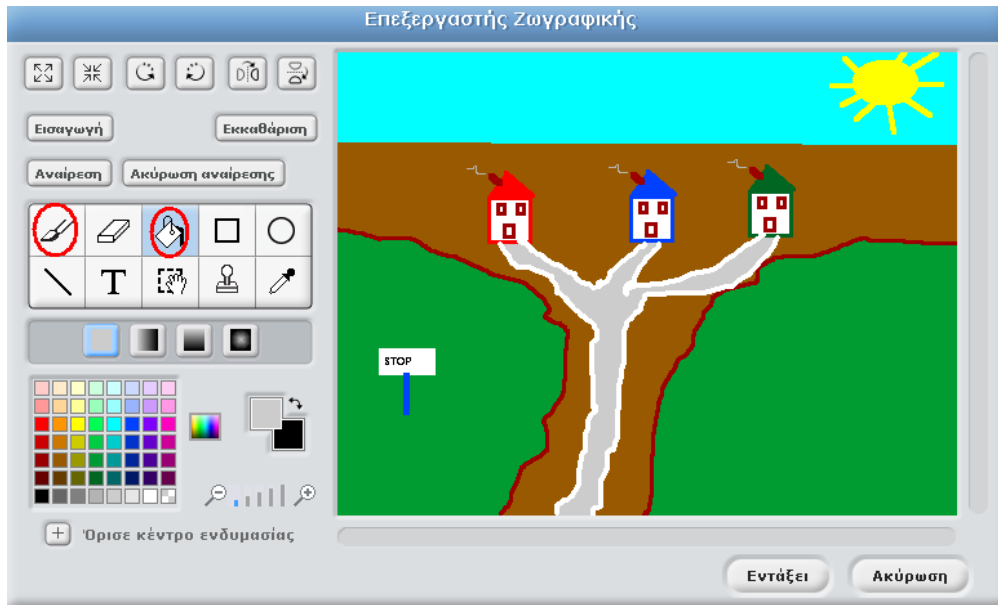 Επεξεργαστής Ζωγραφικής
Εισαγωγή
Εκκαθάριση
Αναίρεση
Ακύρωση αναίρεσης
T
STOP
Όρισε κέντρο ενδυμασίας
Εντάξει
Ακύρωση